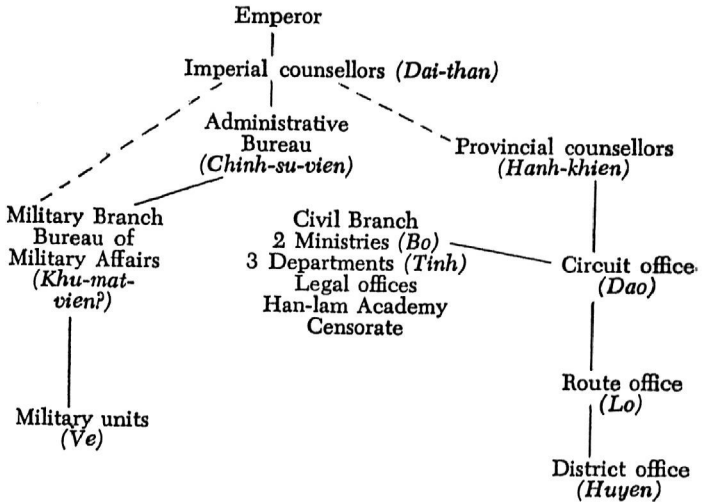 Emperor
Imperial counsellors (Dai-than)
Administrative
Bureau
(Chinh-su-vien)
Provincial counsellors
(Hanh-khien)
Military Branch
Bureau of
Military Affairs
(Khu-mat-
vien?)
Civil Branch
2 Ministries (Bo)
3 Departments (Tinh)
Legal offices
Han-lam Academy
Censorate
Circuit office
(Dao)
Military units
(Ve)
Route office
(Lo)
District office
(Huyen)